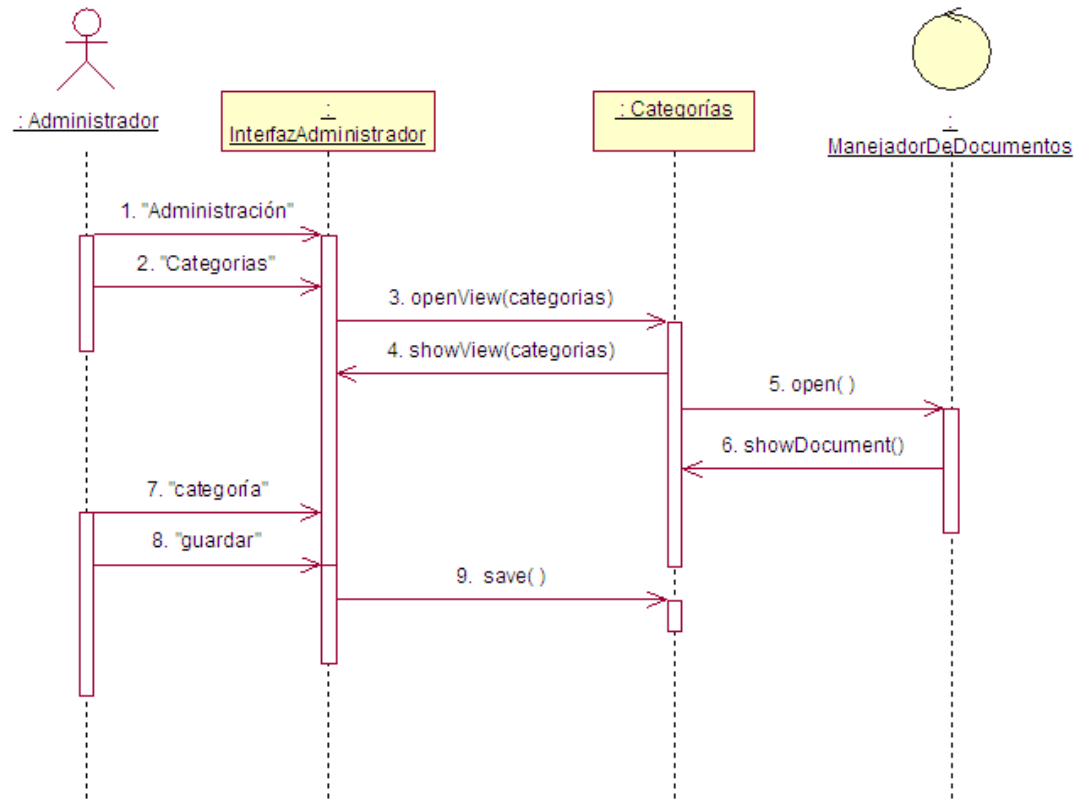 : Administrador
:
InterfazAdministrador
: Categorías
:
ManejadorDeDocumentos
1. "Administración"
2. "Categorias"
3. openView(categorias)
4. showView(categorias)
5. open( )
6. showDocument()
7. "categoría"
8. "guardar"
9. save( )